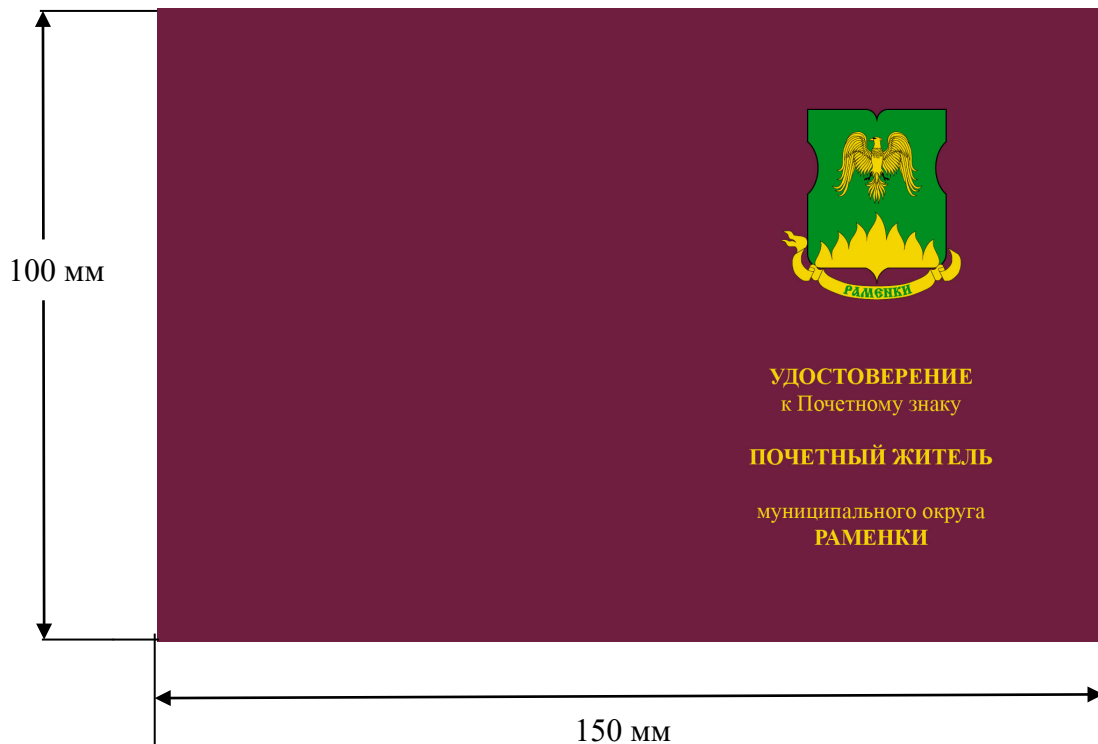 100 мм
РАМЕНКИ
УДОСТОВЕРЕНИЕ
к Почетному знаку
ПОЧЕТНЫЙ ЖИТЕЛЬ
муниципального округа
РАМЕНКИ
150 мм